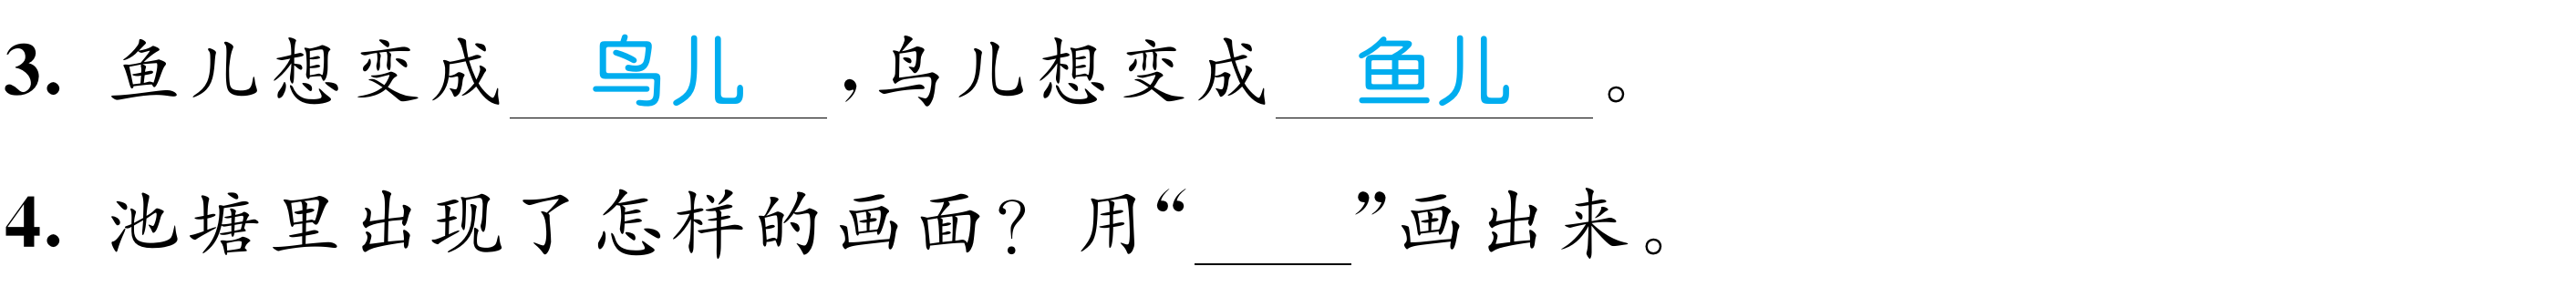 3. 鱼儿想变成 鸟儿 ，鸟儿想变成 鱼儿 。
4. 池塘里出现了怎样的画面？用“______”画出来。